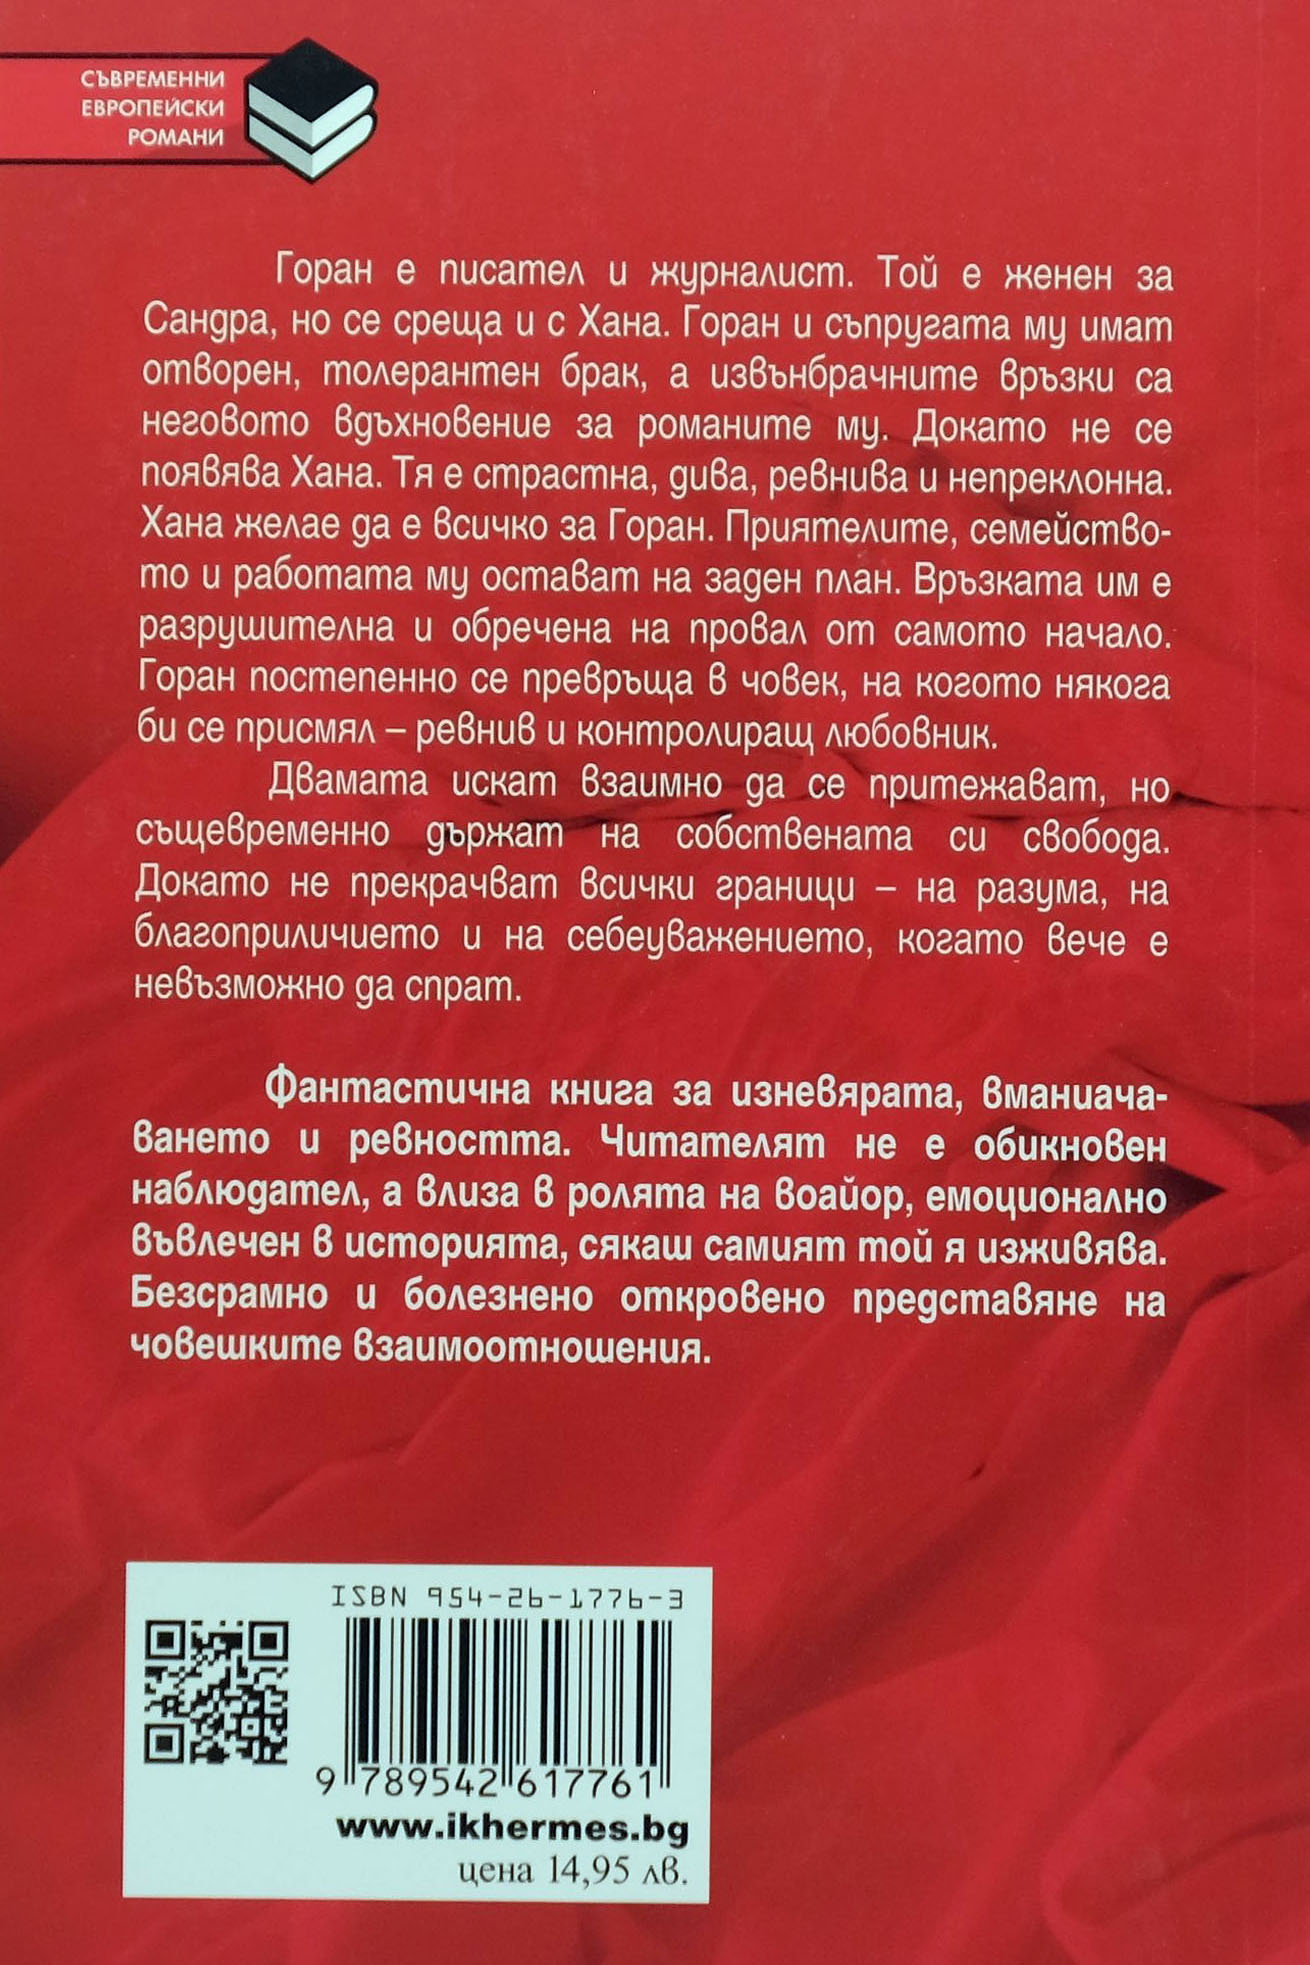 СЪВРЕМЕННИ
ЕВРОПЕЙСКИ
РОМАНИ
Горан е писател и журналист. Той е женен за
Сандра, но се среща и с Хана. Горан и съпругата му имат
отворен, толерантен брак, а извънбрачните връзки са
неговото вдъхновение за романите му. Докато не се
появява Хана. Тя е страстна, дива, ревнива и непреклонна.
Хана желае да е всичко за Горан. Приятелите, семейство-
то и работата му остават на заден план. Връзката им е
разрушителна и обречена на провал от самото начало.
Горан постепенно се превръща в човек, на когото някога
би се присмял – ревнив и контролиращ любовник.
Двамата искат взаимно да се притежават, но
същевременно държат на собствената си свобода.
Докато не прекрачват всички граници – на разума, на
благоприличието и на себеуважението, когато вече е
невъзможно да спрат.
Фантастична книга за изневярата, вманиача-
ването и ревността. Читателят не е обикновен
наблюдател, а влиза в ролята на воайор, емоционално
въвлечен в историята, сякаш самият той я изживява.
Безсрамно и болезнено откровено представяне на
човешките взаимоотношения.
ISBN 954-26-1776-3
9 789542 617761
www.ikhermes.bg
цена 14,95 лв.